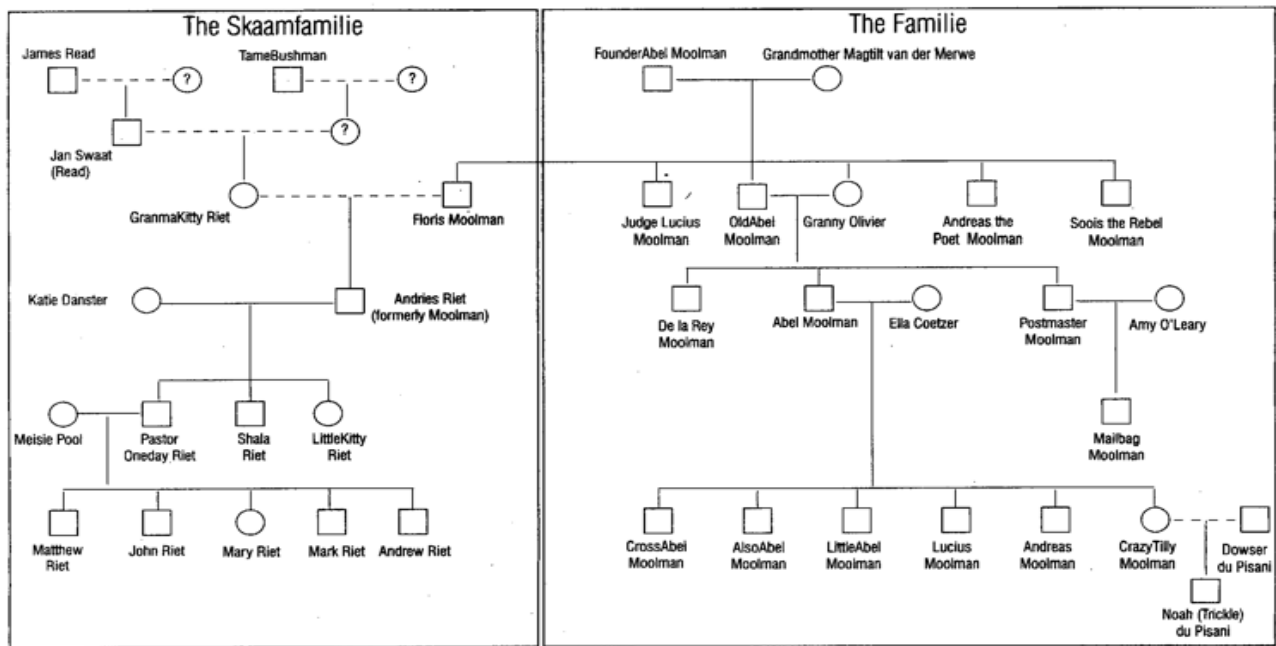 The Skaamfamilie
James Read
TameBushman
?
?
?
Jan Swaat
(Read)
GranmaKitty Riet
Floris Moolman
Katie Danster
Andries Riet
(formerly Moolman)
Meisie Pool
Pastor
Oneday Riet
Shala
Riet
LittleKitty
Riet
Matthew
Riet
John Riet
Mary Riet
Mark Riet
Andrew Riet
The Familie
FounderAbel Moolman
Grandmother Magtilt van der Merwe
Judge Lucius
Moolman
OldAbel
Moolman
Granny Olivier
Andreas the
Poet Moolman
Soois the Rebel
Moolman
De la Rey
Moolman
Abel Moolman
Ella Coetzer
Postmaster
Moolman
Amy O'Leary
Mailbag
Moolman
CrossAbel
Moolman
AlsoAbel
Moolman
LittleAbel
Moolman
Lucius
Moolman
Andreas
Moolman
CrazyTilly
Moolman
Dowser
du Pisani
Noah (Trickle)
du Pisani